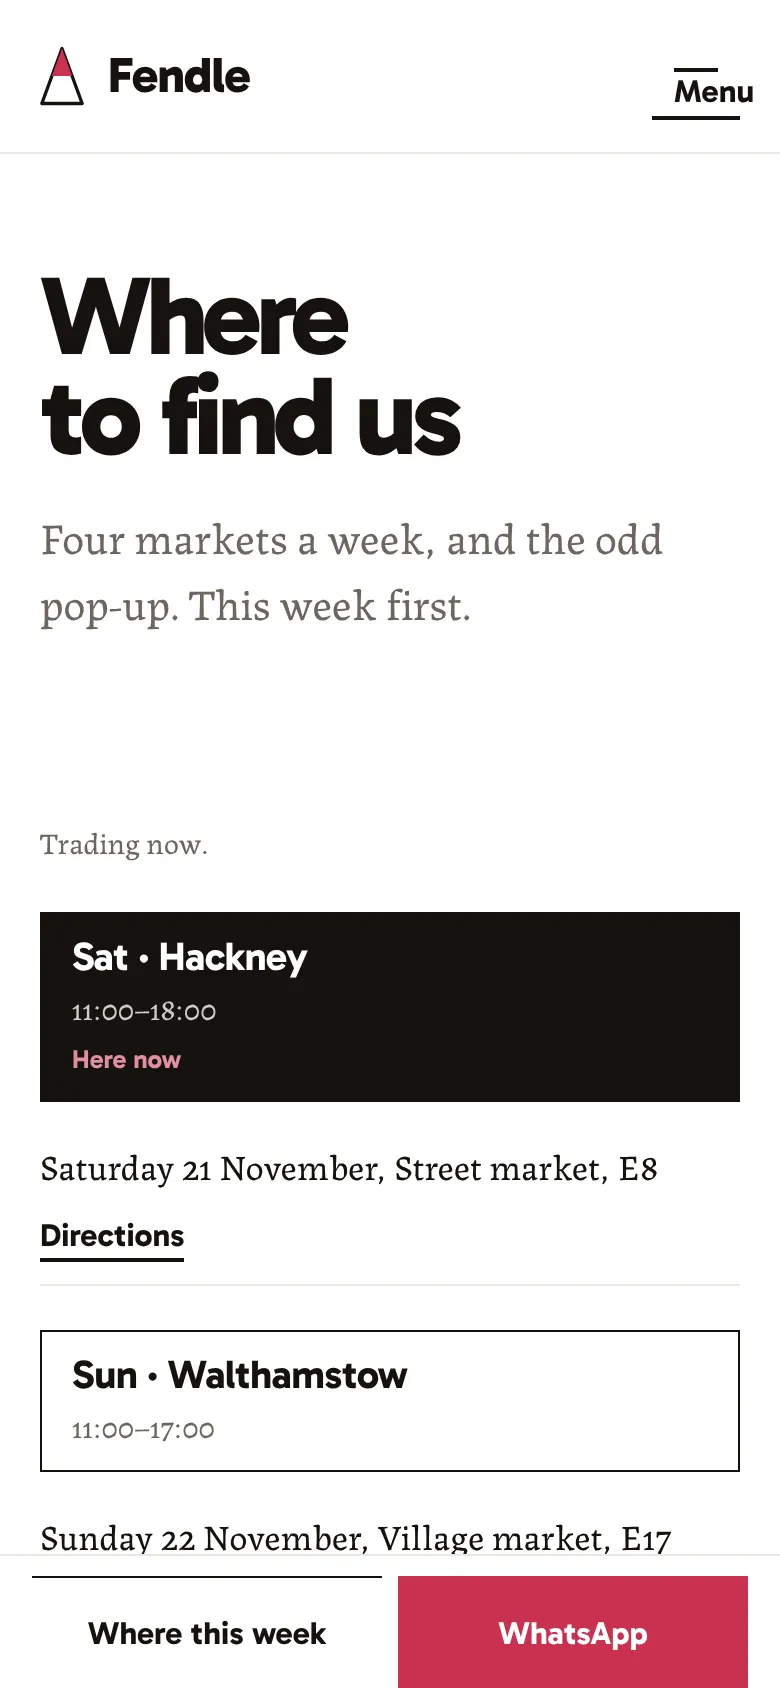 Fendle
Menu
Where
to find us
Four markets a week, and the odd
pop-up. This week first.
Trading now.
Sat · Hackney
11:00–18:00
Here now
Saturday 21 November, Street market, E8
Directions
Sun · Walthamstow
11:00–17:00
Sunday 22 November, Village market, E17
Where this week
WhatsApp